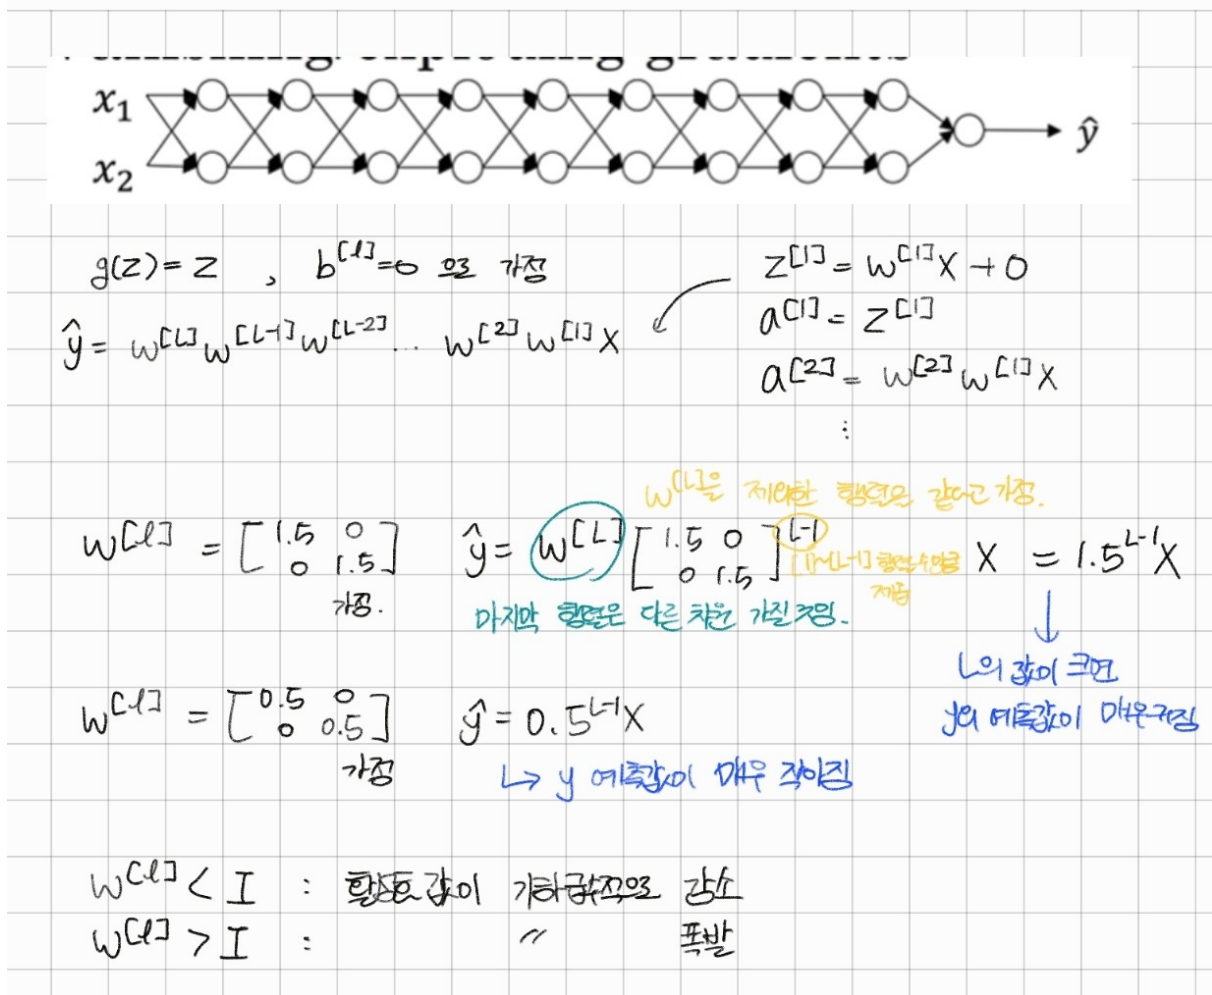 x₁
x₂
ŷ
g(z) = z , b^[l] = 0 으로 가정
ŷ = w^[L] w^[L-1] w^[L-2] ... w^[2] w^[1] x
z^[1] = w^[1] x + 0
a^[1] = z^[1]
a^[2] = w^[2] w^[1] x
⋮
w^[L]을 제외한 행렬은 같다고 가정.
w^[l] = [1.5 0
0 1.5]
가정.
ŷ = w^[L] [1.5 0
0 1.5]^L-1 x = 1.5^L-1 x
제곱
마지막 행렬은 다른 차원 가질 것임.
L의 값이 크면
y의 예측값이 매우 커짐
w^[l] = [0.5 0
0 0.5]
가정
ŷ = 0.5^L-1 x
↳ y 예측값이 매우 작아짐
w^[l] < I : 활성화 값이 기하급수적으로 감소
w^[l] > I : 〃 폭발